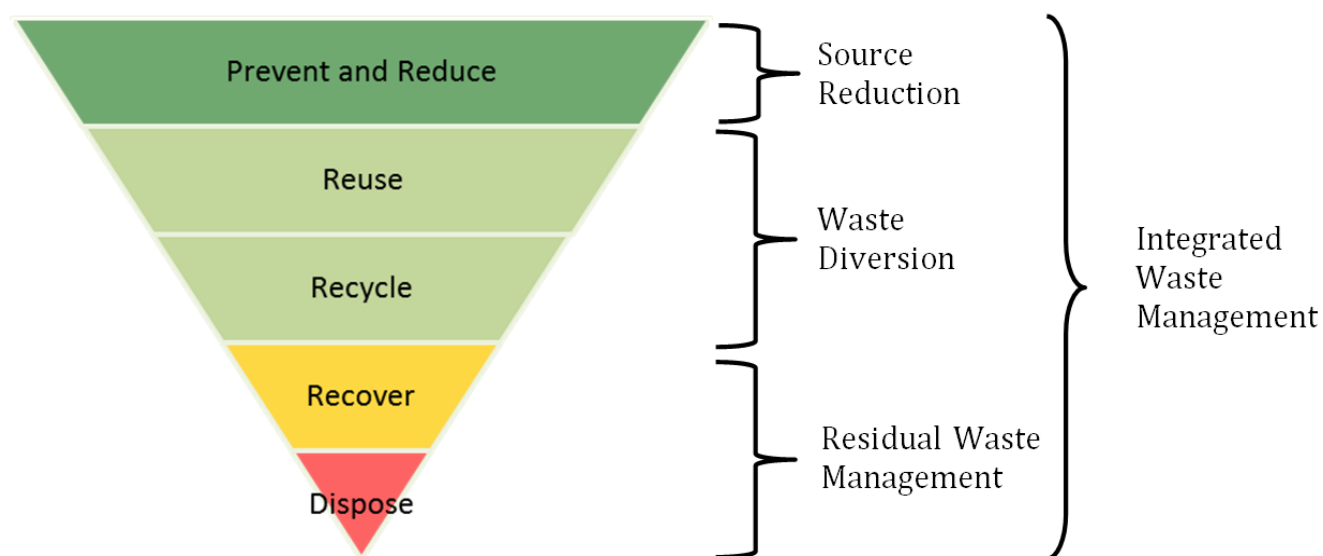 Prevent and Reduce
Reuse
Recycle
Recover
Dispose
Source
Reduction
Waste
Diversion
Residual Waste
Management
Integrated
Waste
Management